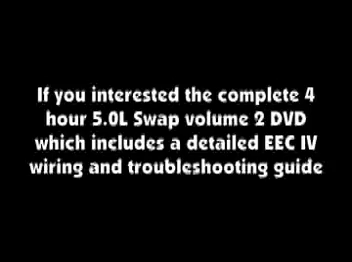 If you interested the complete 4
hour 5.0L Swap volume 2 DVD
which includes a detailed EEC IV
wiring and troubleshooting guide